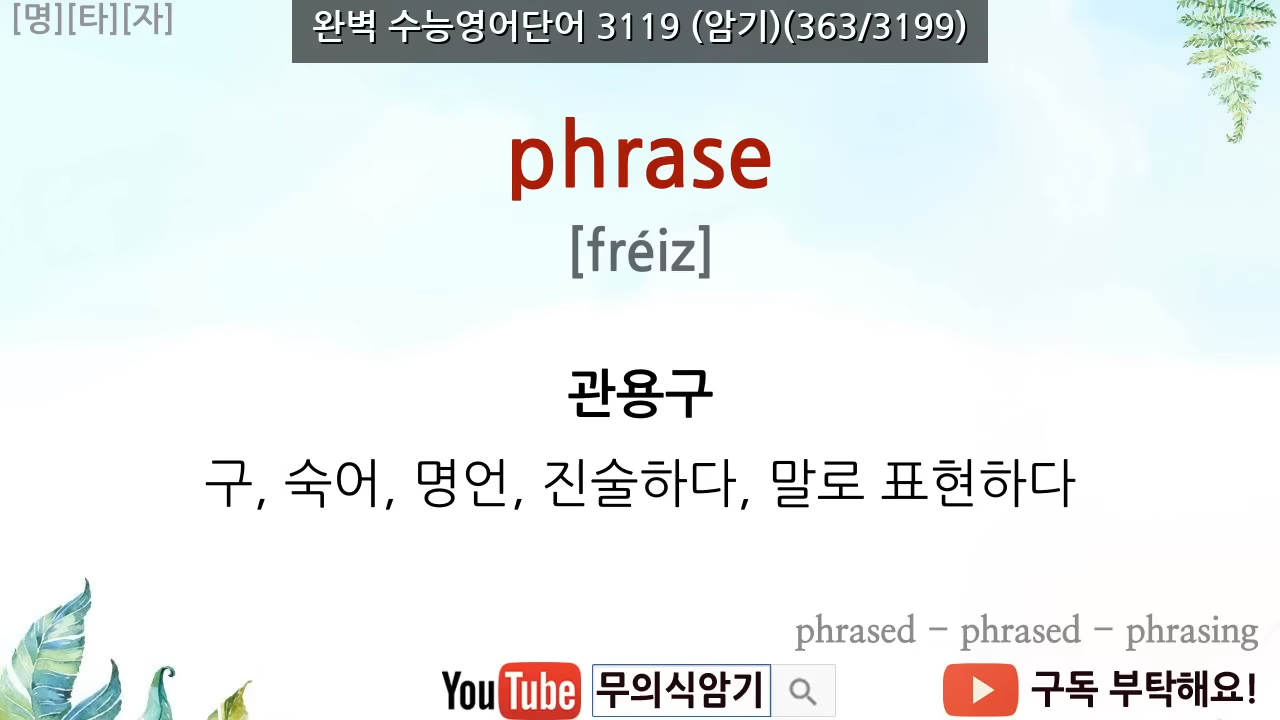 [명][타][자]
완벽 수능영어단어 3119 (암기)(363/3199)
phrase
[fréiz]
관용구
구, 숙어, 명언, 진술하다, 말로 표현하다
phrased - phrased - phrasing
YouTube 무의식암기
구독 부탁해요!